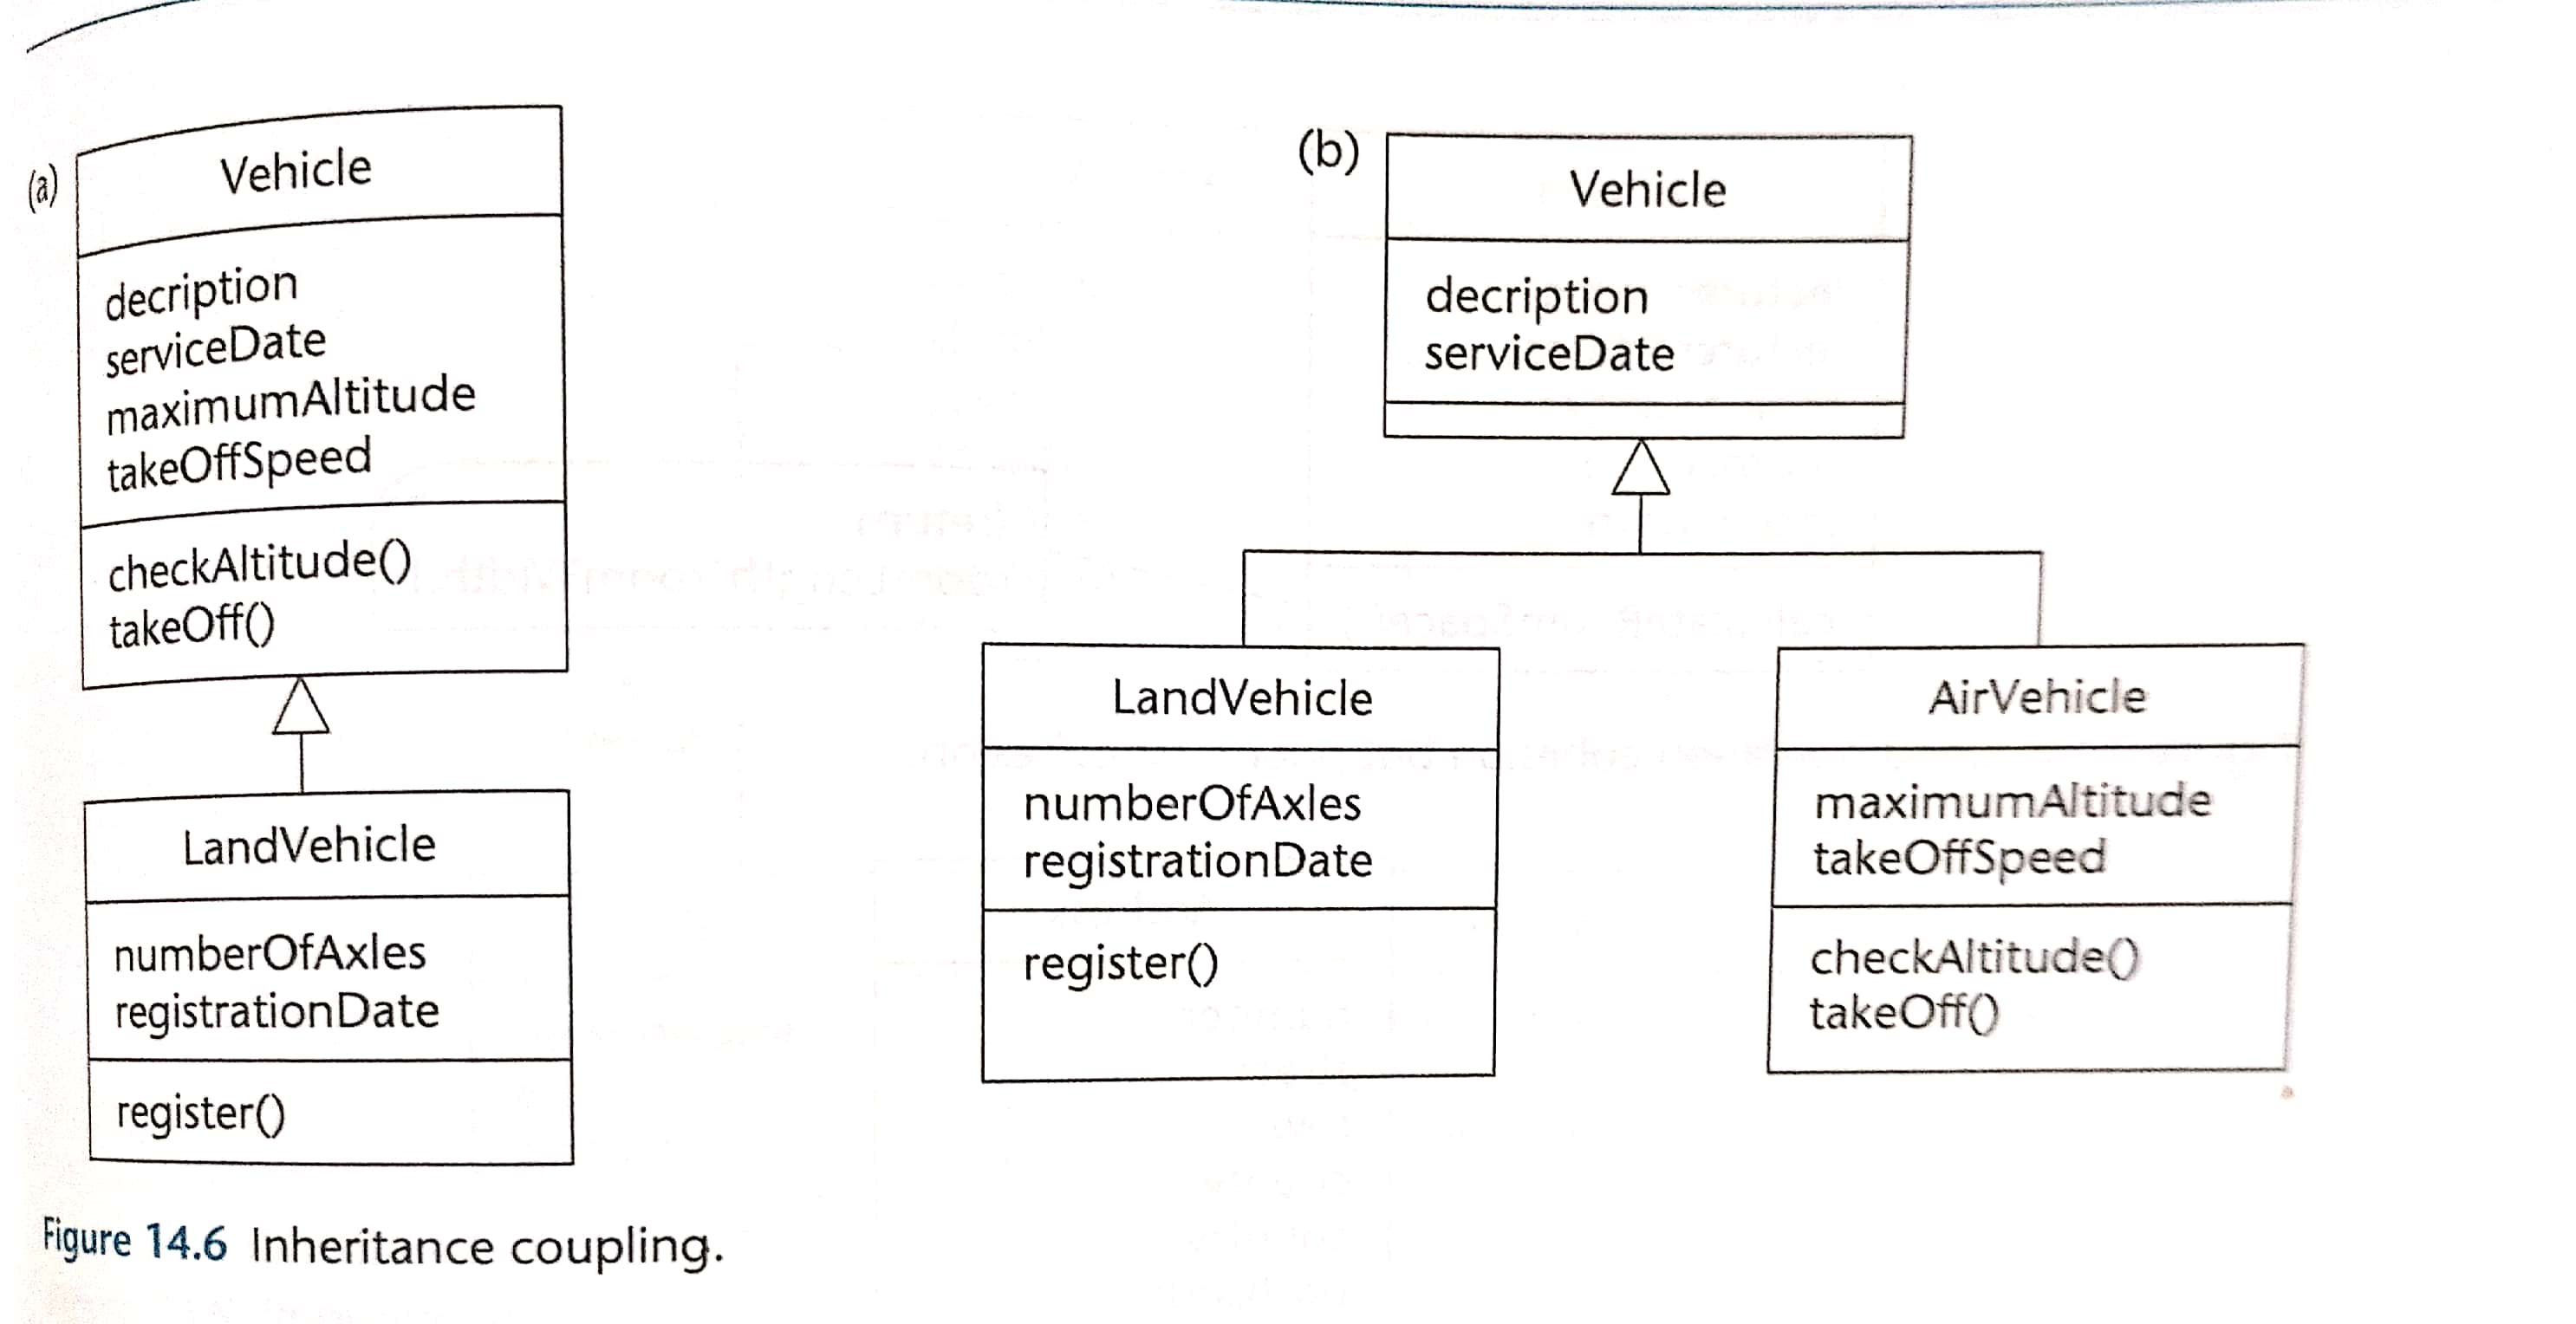 (a)
Vehicle
decription
serviceDate
maximumAltitude
takeOffSpeed
checkAltitude()
takeOff()
LandVehicle
numberOfAxles
registrationDate
register()
(b)
Vehicle
decription
serviceDate
LandVehicle
numberOfAxles
registrationDate
register()
AirVehicle
maximumAltitude
takeOffSpeed
checkAltitude()
takeOff()
Figure 14.6 Inheritance coupling.